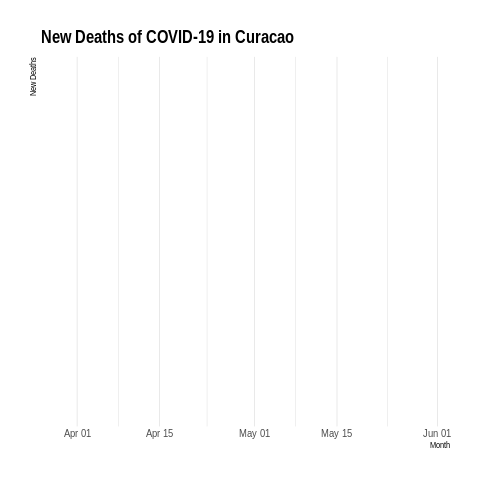 New Deaths of COVID-19 in Curacao
New Deaths
Apr 01
Apr 15
May 01
May 15
Jun 01
Month